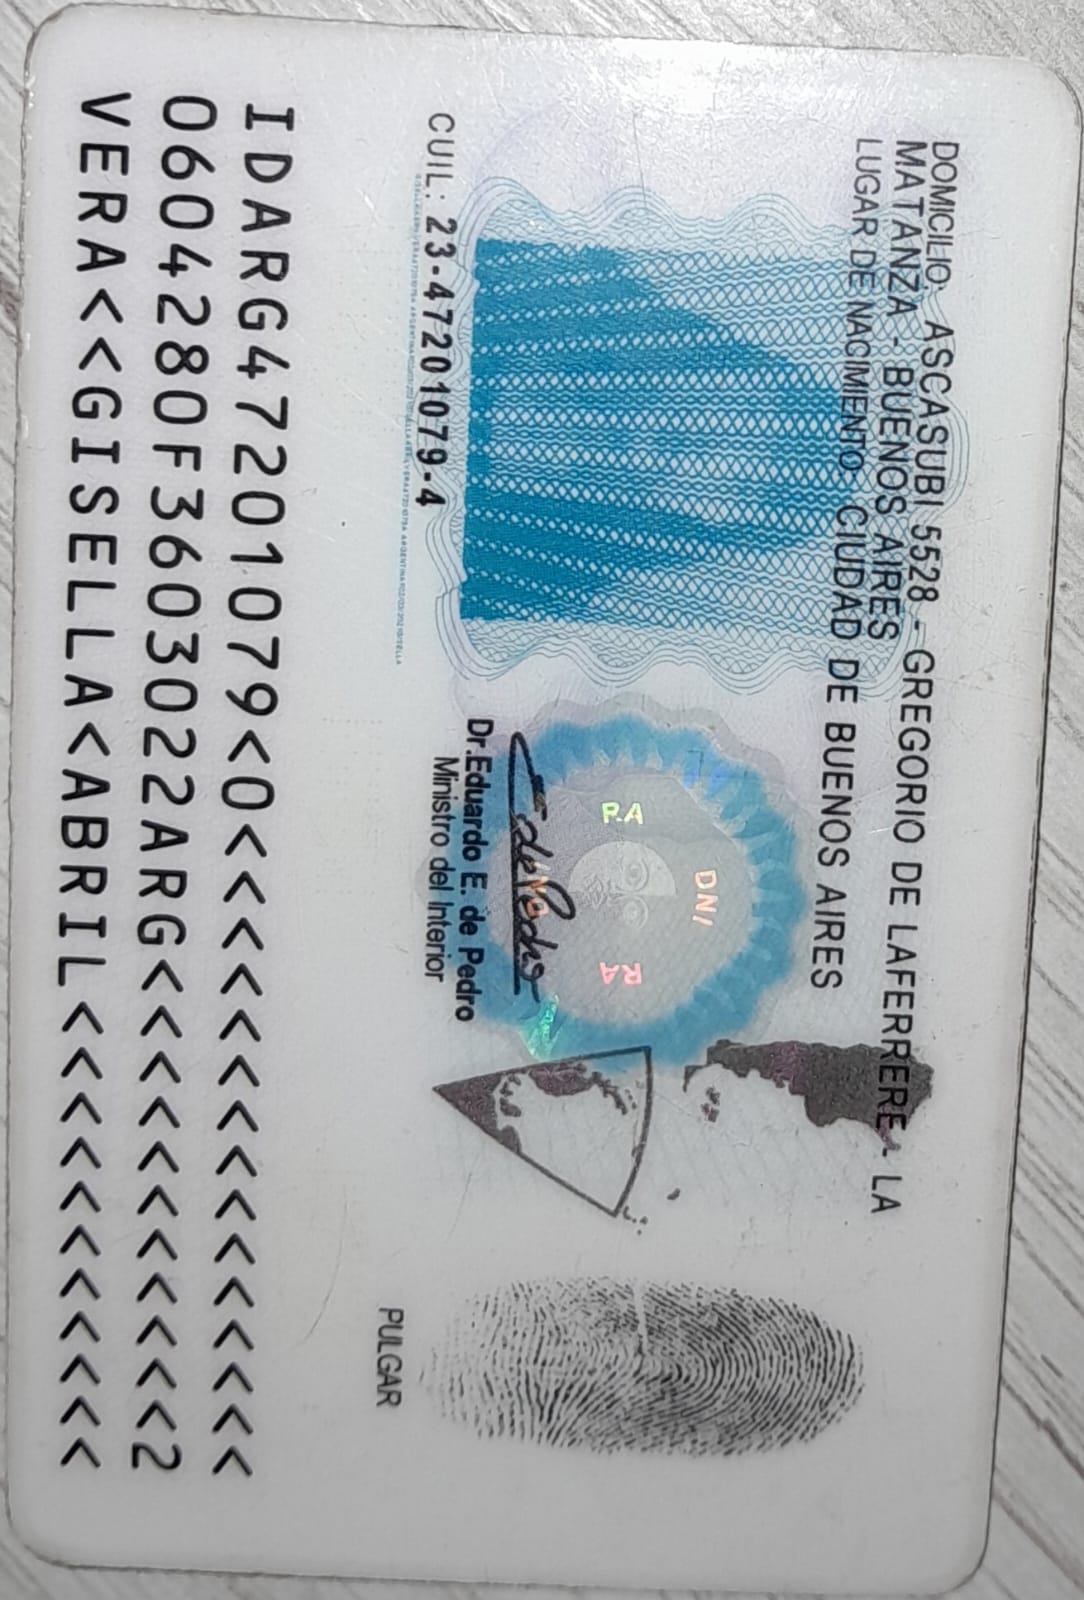 DOMICILIO: ASCASUBI 5528 - GREGORIO DE LAFERRERE - LA
MATANZA - BUENOS AIRES
LUGAR DE NACIMIENTO: CIUDAD DE BUENOS AIRES
DNI
RA
RA
CUIL: 23-47201079-4
Dr. Eduardo E. de Pedro
Ministro del Interior
PULGAR
IDARG47201079<0<<<<<<<<<<<<<<<
0604280F3603022ARG<<<<<<<<<<<2
VERA<<GISELLA<ABRIL<<<<<<<<<<<